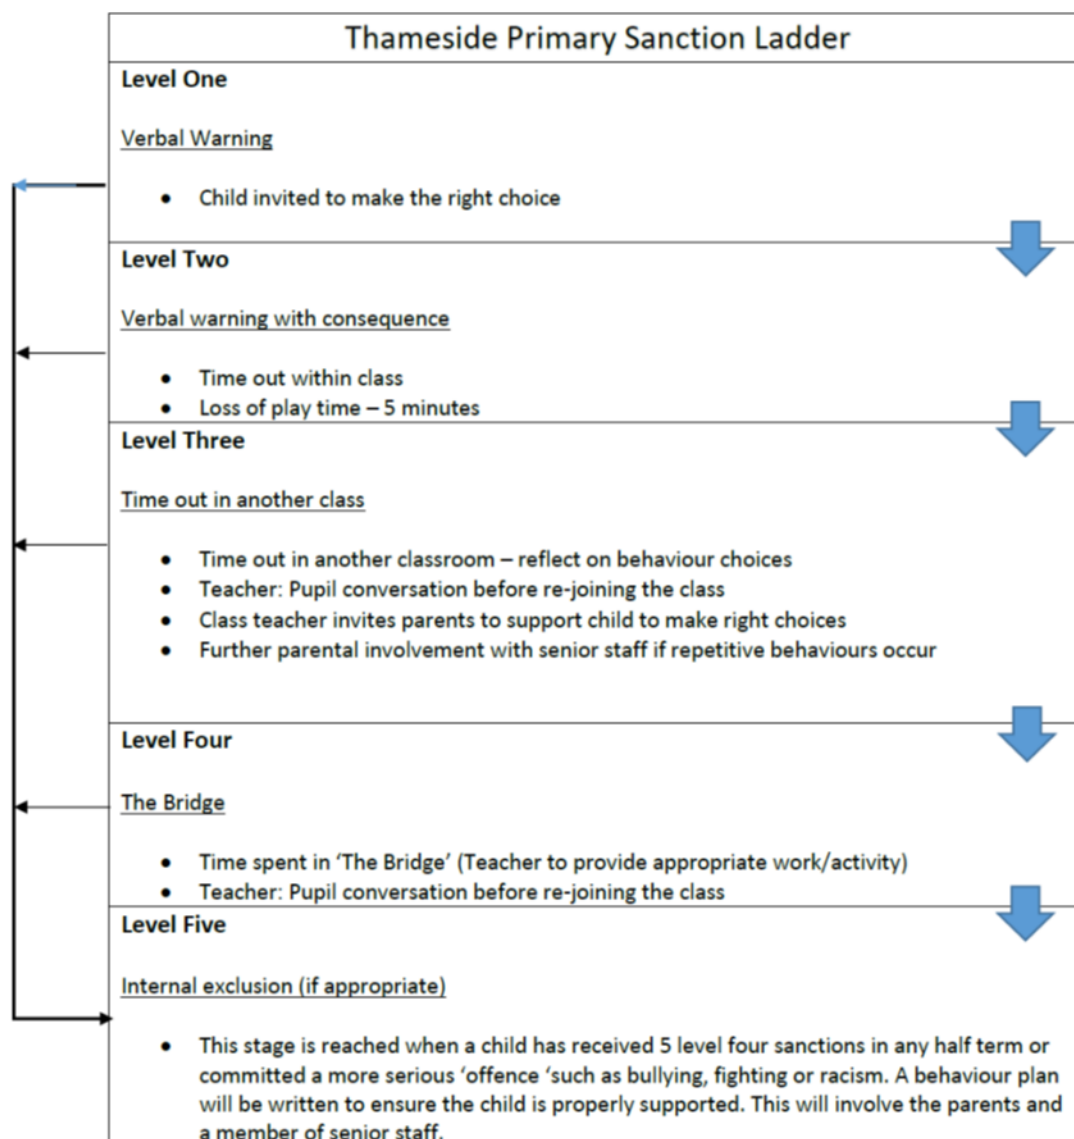 Thameside Primary Sanction Ladder
Level One
Verbal Warning
• Child invited to make the right choice
Level Two
Verbal warning with consequence
• Time out within class
• Loss of play time – 5 minutes
Level Three
Time out in another class
• Time out in another classroom – reflect on behaviour choices
• Teacher: Pupil conversation before re-joining the class
• Class teacher invites parents to support child to make right choices
• Further parental involvement with senior staff if repetitive behaviours occur
Level Four
The Bridge
• Time spent in ‘The Bridge’ (Teacher to provide appropriate work/activity)
• Teacher: Pupil conversation before re-joining the class
Level Five
Internal exclusion (if appropriate)
• This stage is reached when a child has received 5 level four sanctions in any half term or
committed a more serious ‘offence ‘such as bullying, fighting or racism. A behaviour plan
will be written to ensure the child is properly supported. This will involve the parents and
a member of senior staff.